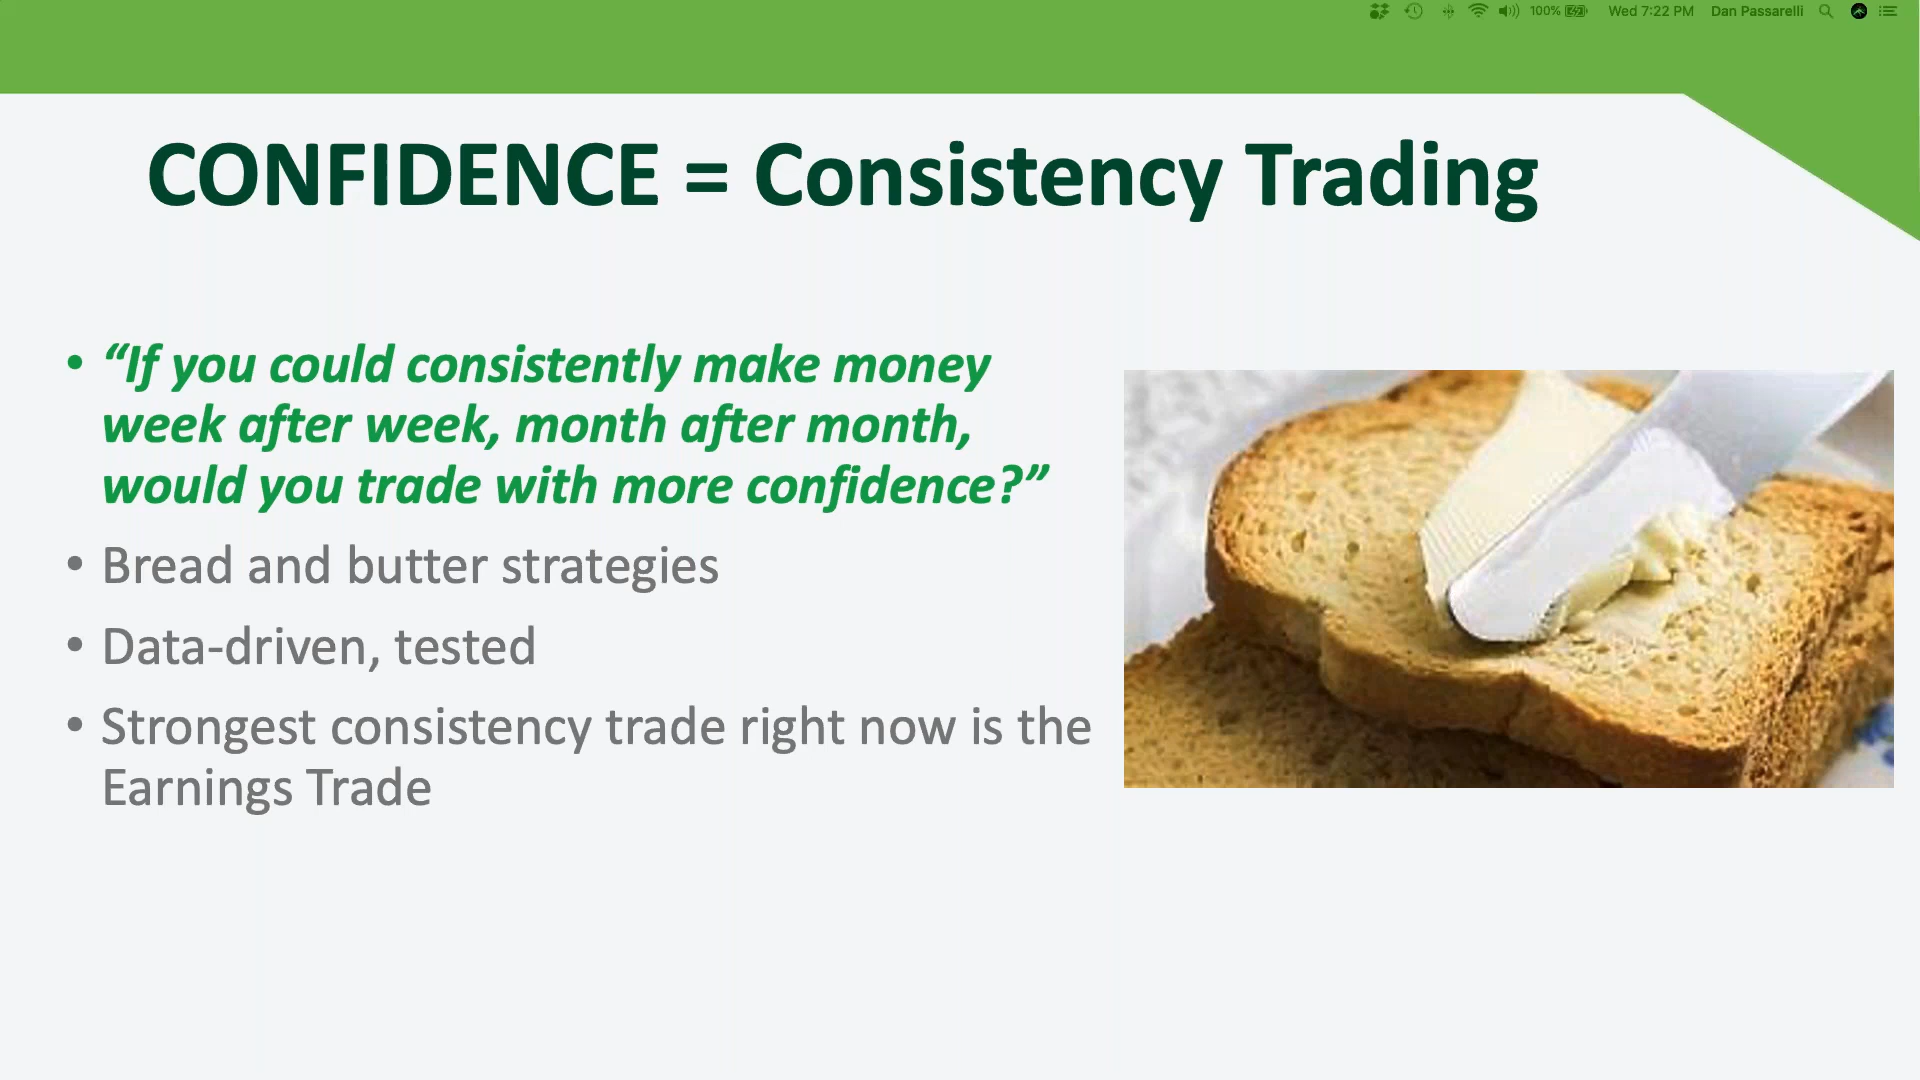 100% Wed 7:22 PM Dan Passarelli
CONFIDENCE = Consistency Trading
• “If you could consistently make money
week after week, month after month,
would you trade with more confidence?”
• Bread and butter strategies
• Data-driven, tested
• Strongest consistency trade right now is the
Earnings Trade